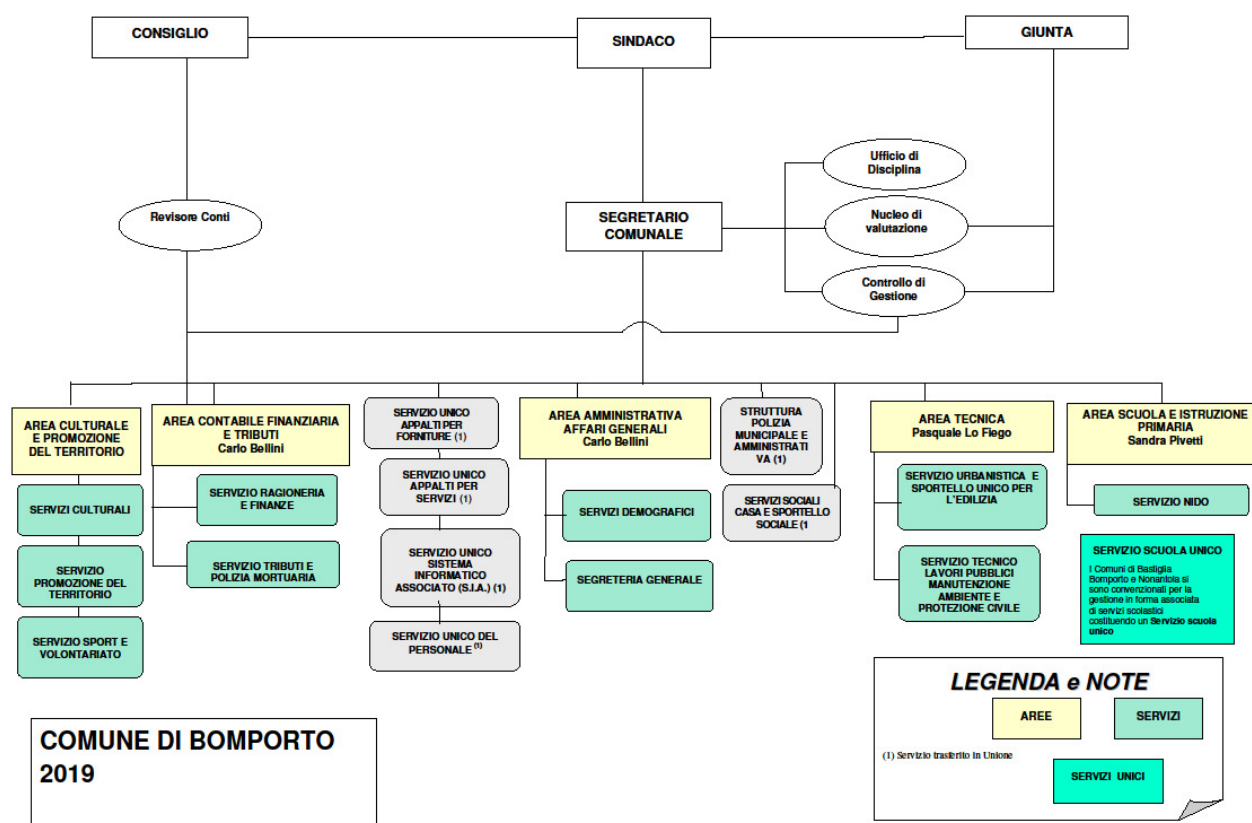 CONSIGLIO
SINDACO
GIUNTA
Ufficio di
Disciplina
Revisore Conti
SEGRETARIO
COMUNALE
Nucleo di
valutazione
Controllo di
Gestione
AREA CULTURALE
E PROMOZIONE
DEL TERRITORIO
AREA CONTABILE FINANZIARIA
E TRIBUTI
Carlo Bellini
SERVIZIO UNICO
APPALTI PER
FORNITURE (1)
AREA AMMINISTRATIVA
AFFARI GENERALI
Carlo Bellini
STRUTTURA
POLIZIA
MUNICIPALE E
AMMINISTRATI
VA (1)
AREA TECNICA
Pasquale Lo Fiego
AREA SCUOLA E ISTRUZIONE
PRIMARIA
Sandra Pivetti
SERVIZI CULTURALI
SERVIZIO RAGIONERIA
E FINANZE
SERVIZIO UNICO
APPALTI PER
SERVIZI (1)
SERVIZI DEMOGRAFICI
SERVIZI SOCIALI
CASA E SPORTELLO
SOCIALE (1
SERVIZIO URBANISTICA E
SPORTELLO UNICO PER
L'EDILIZIA
SERVIZIO NIDO
SERVIZIO
PROMOZIONE DEL
TERRITORIO
SERVIZIO TRIBUTI E
POLIZIA MORTUARIA
SERVIZIO UNICO
SISTEMA
INFORMATICO
ASSOCIATO (S.I.A.) (1)
SEGRETERIA GENERALE
SERVIZIO TECNICO
LAVORI PUBBLICI
MANUTENZIONE
AMBIENTE E
PROTEZIONE CIVILE
SERVIZIO SCUOLA UNICO
I Comuni di Bastiglia
Bomporto e Nonantola si
sono convenzionati per la
gestione in forma associata
di servizi scolastici
costituendo un Servizio scuola
unico
SERVIZIO SPORT E
VOLONTARIATO
SERVIZIO UNICO DEL
PERSONALE (1)
COMUNE DI BOMPORTO
2019
LEGENDA e NOTE
AREE
SERVIZI
(1) Servizio trasferito in Unione
SERVIZI UNICI